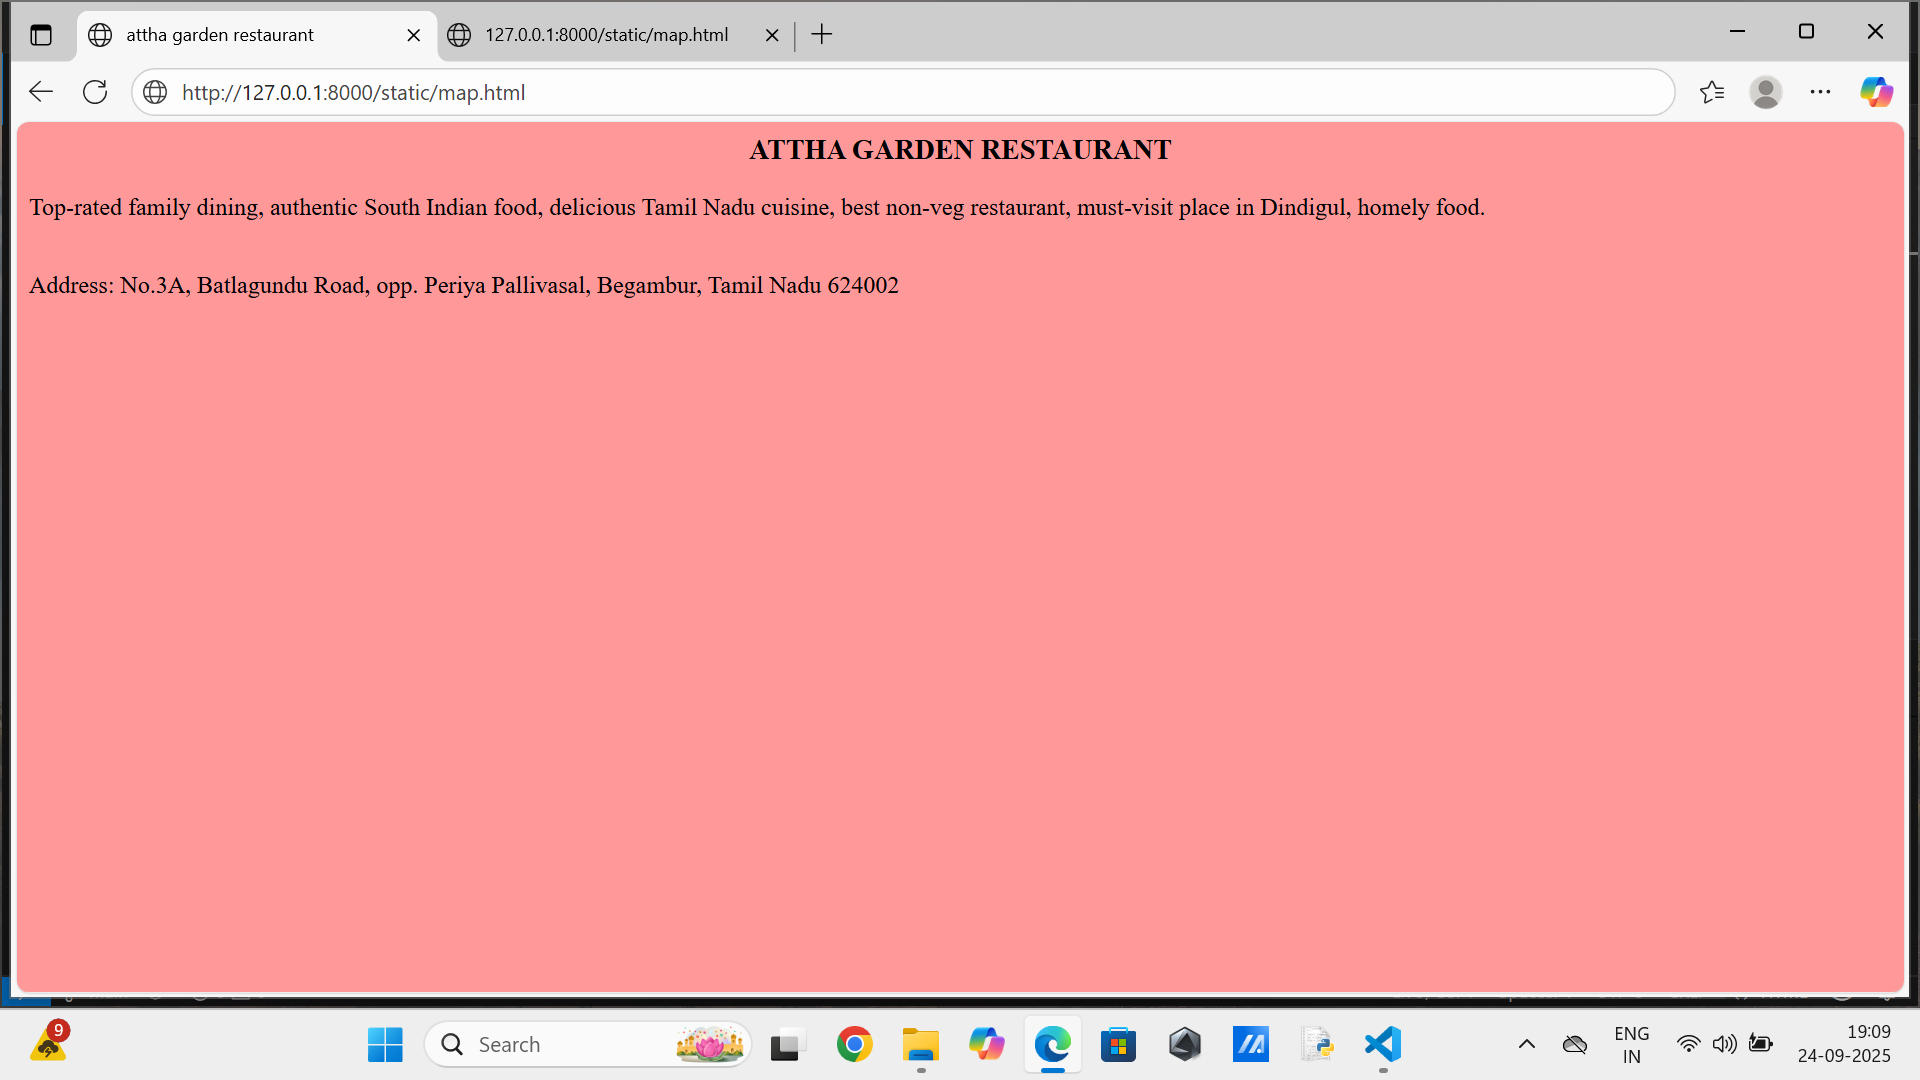 attha garden restaurant
127.0.0.1:8000/static/map.html
http://127.0.0.1:8000/static/map.html
ATTHA GARDEN RESTAURANT
Top-rated family dining, authentic South Indian food, delicious Tamil Nadu cuisine, best non-veg restaurant, must-visit place in Dindigul, homely food.
Address: No.3A, Batlagundu Road, opp. Periya Pallivasal, Begambur, Tamil Nadu 624002
9
Search
ENG
IN
19:09
24-09-2025